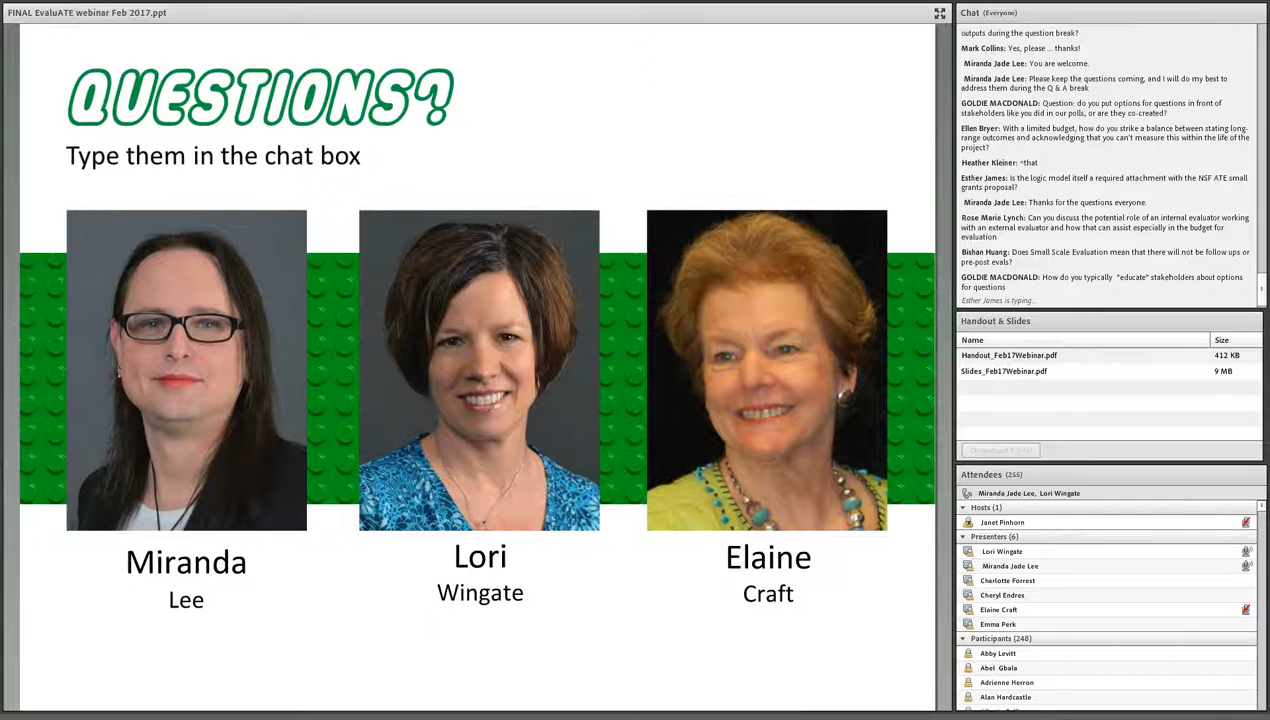 FINAL EvaluATE webinar Feb 2017.ppt
QUESTIONS?
Type them in the chat box
Miranda
Lee
Lori
Wingate
Elaine
Craft
Chat (Everyone)
outputs during the question break?
Mark Collins: Yes, please ... thanks!
Miranda Jade Lee: You are welcome.
Miranda Jade Lee: Please keep the questions coming, and I will do my best to
address them during the Q & A break
GOLDIE MACDONALD: Question: do you put options for questions in front of
stakeholders like you did in our polls, or are they co-created?
Ellen Bryer: With a limited budget, how do you strike a balance between stating long-
range outcomes and acknowledging that you can't measure this within the life of the
project?
Heather Kleiner: ^that
Esther James: Is the logic model itself a required attachment with the NSF ATE small
grants proposal?
Miranda Jade Lee: Thanks for the questions everyone.
Rose Marie Lynch: Can you discuss the potential role of an internal evaluator working
with an external evaluator and how that can assist especially in the budget for
evaluation
Bishan Huang: Does Small Scale Evaluation mean that there will not be follow ups or
pre-post evals?
GOLDIE MACDONALD: How do you typically "educate" stakeholders about options
for questions
Esther James is typing...
Handout & Slides
Name Size
Handout_Feb17Webinar.pdf 412 KB
Slides_Feb17Webinar.pdf 9 MB
Attendees (255)
Miranda Jade Lee, Lori Wingate
Hosts (1)
Janet Pinhorn
Presenters (6)
Lori Wingate
Miranda Jade Lee
Charlotte Forrest
Cheryl Endres
Elaine Craft
Emma Perk
Participants (248)
Abby Levitt
Abel Gbala
Adrienne Herron
Alan Hardcastle